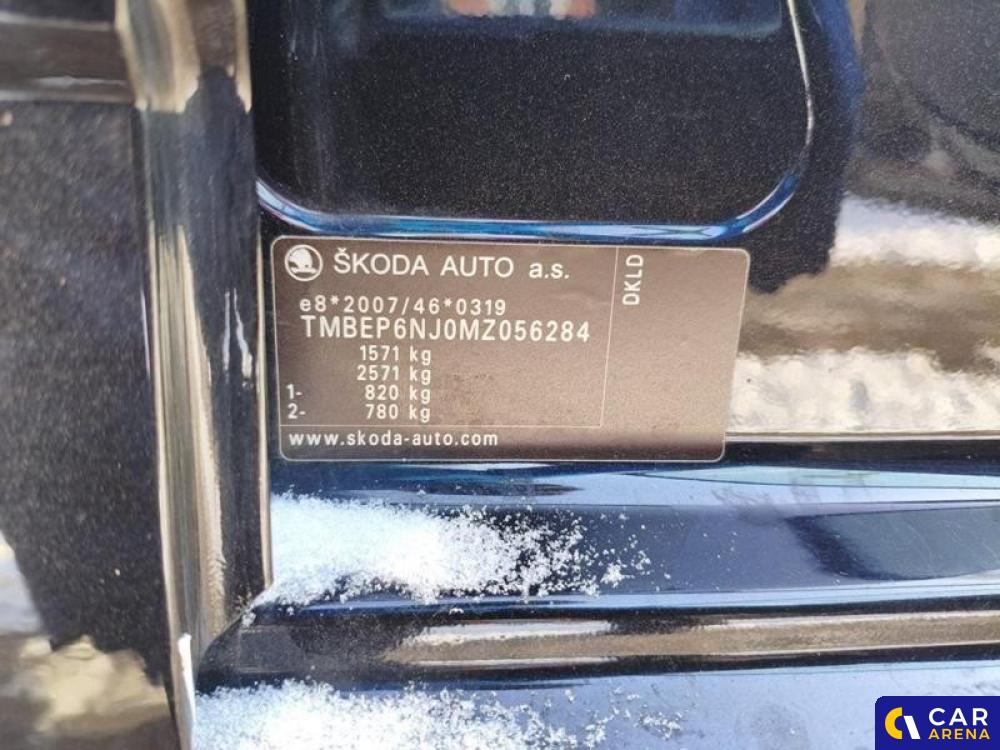 ŠKODA AUTO a.s.
DKLD
e8*2007/46*0319
TMBEP6NJ0MZ056284
1571 kg
2571 kg
1- 820 kg
2- 780 kg
www.skoda-auto.com
CAR
ARENA